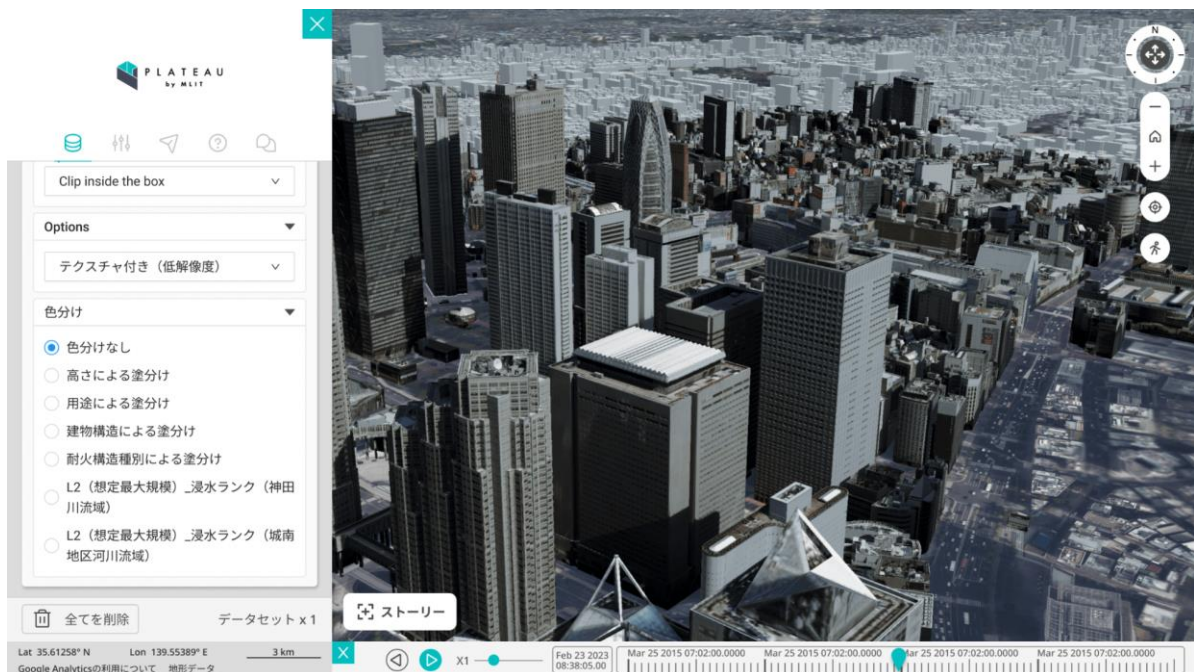 PLATEAU
by MLIT
Clip inside the box
Options
テクスチャ付き（低解像度）
色分け
色分けなし
高さによる塗分け
用途による塗分け
建物構造による塗分け
耐火構造種別による塗分け
L2（想定最大規模）_浸水ランク（神田
川流域）
L2（想定最大規模）_浸水ランク（城南
地区河川流域）
全てを削除
データセット x 1
Lat 35.61258° N
Lon 139.55389° E
3 km
Google Analyticsの利用について
地形データ
N
ストーリー
X1
Feb 23 2023
08:38:05.00
Mar 25 2015 07:02:00.0000
Mar 25 2015 07:02:00.0000
ar 25 2015 07:02:00.0000
Mar 25 2015 07:02:00.0000